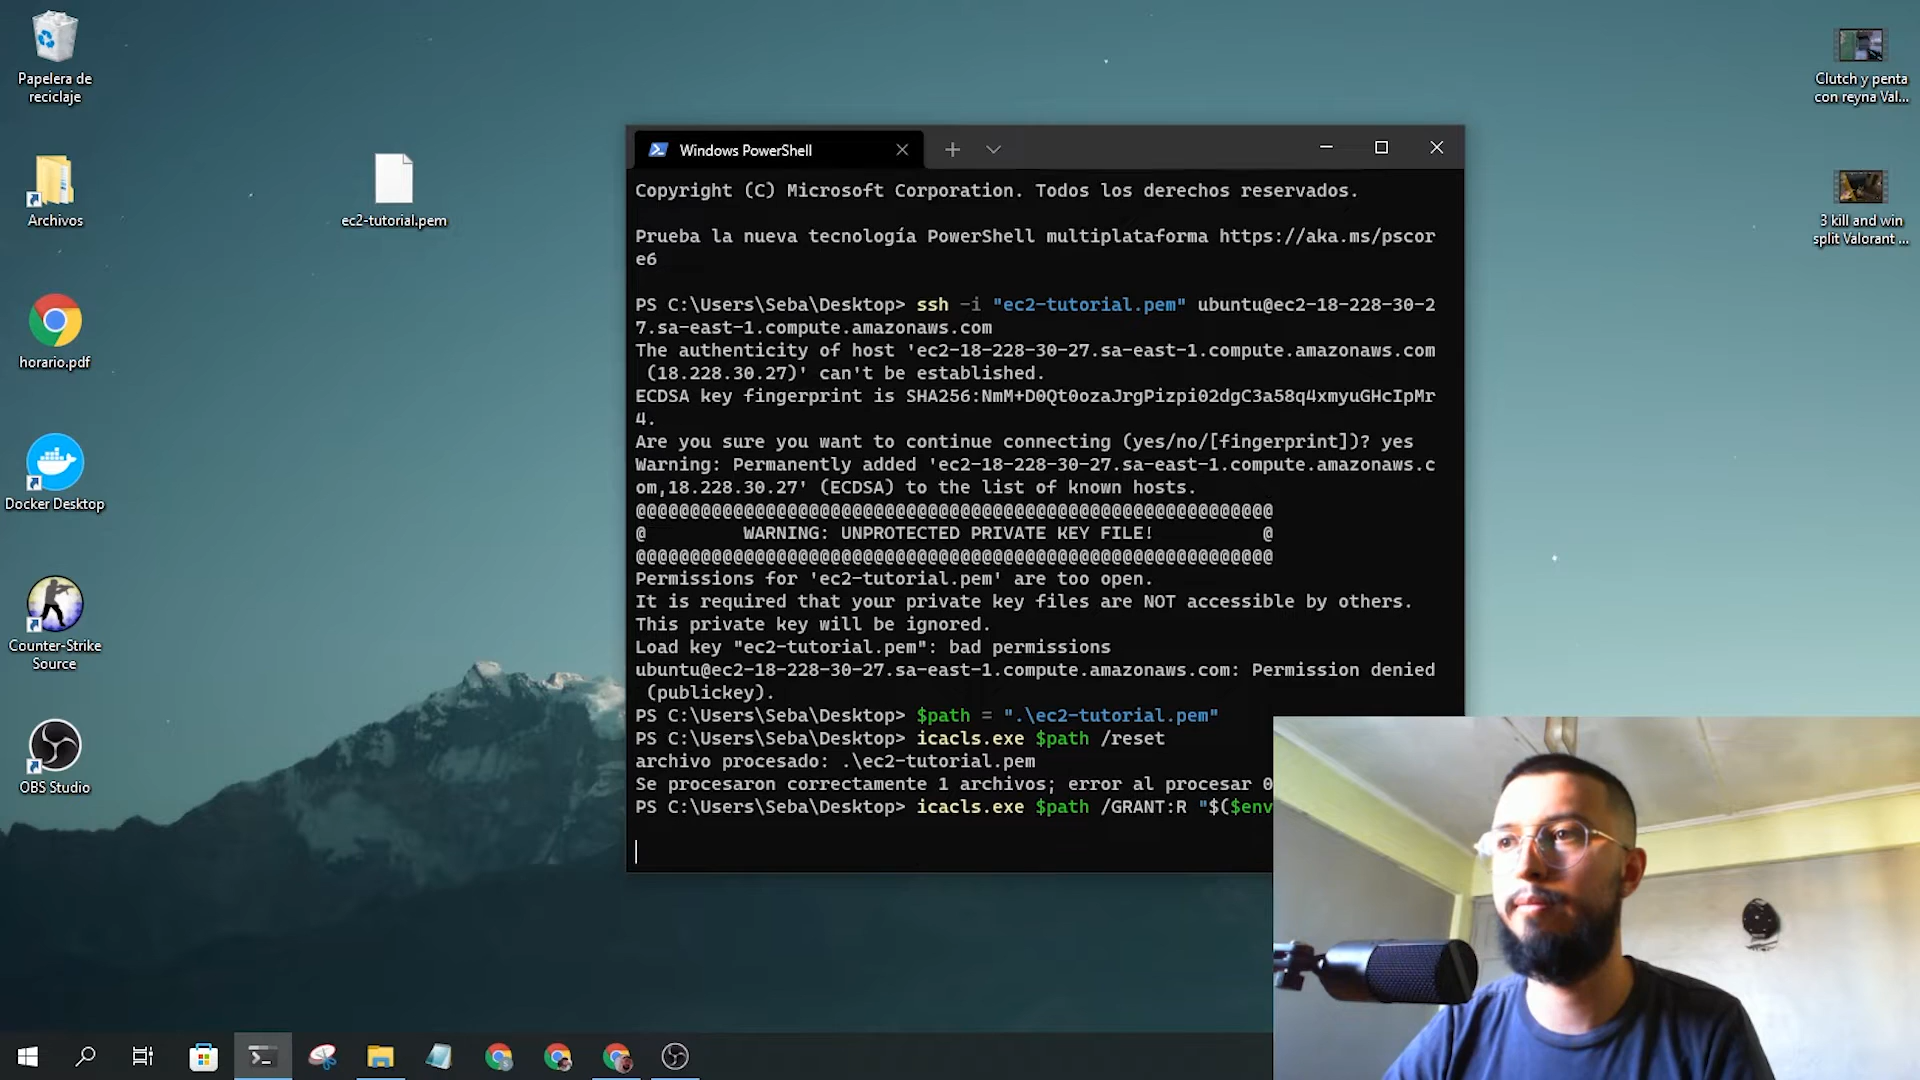 Papelera de
reciclaje
Archivos
horario.pdf
Docker Desktop
Counter-Strike
Source
OBS Studio
ec2-tutorial.pem
Windows PowerShell
Copyright (C) Microsoft Corporation. Todos los derechos reservados.
Prueba la nueva tecnología PowerShell multiplataforma https://aka.ms/pscor
e6
PS C:\Users\Seba\Desktop> ssh -i "ec2-tutorial.pem" ubuntu@ec2-18-228-30-2
7.sa-east-1.compute.amazonaws.com
The authenticity of host 'ec2-18-228-30-27.sa-east-1.compute.amazonaws.com
(18.228.30.27)' can't be established.
ECDSA key fingerprint is SHA256:NmM+D0Qt0ozaJrgPizpi02dgC3a58q4xmyuGHcIpMr
4.
Are you sure you want to continue connecting (yes/no/[fingerprint])? yes
Warning: Permanently added 'ec2-18-228-30-27.sa-east-1.compute.amazonaws.c
om,18.228.30.27' (ECDSA) to the list of known hosts.
@@@@@@@@@@@@@@@@@@@@@@@@@@@@@@@@@@@@@@@@@@@@@@@@@@@@@@@@@@@
@         WARNING: UNPROTECTED PRIVATE KEY FILE!          @
@@@@@@@@@@@@@@@@@@@@@@@@@@@@@@@@@@@@@@@@@@@@@@@@@@@@@@@@@@@
Permissions for 'ec2-tutorial.pem' are too open.
It is required that your private key files are NOT accessible by others.
This private key will be ignored.
Load key "ec2-tutorial.pem": bad permissions
ubuntu@ec2-18-228-30-27.sa-east-1.compute.amazonaws.com: Permission denied
(publickey).
PS C:\Users\Seba\Desktop> $path = ".\ec2-tutorial.pem"
PS C:\Users\Seba\Desktop> icacls.exe $path /reset
archivo procesado: .\ec2-tutorial.pem
Se procesaron correctamente 1 archivos; error al procesar 0
PS C:\Users\Seba\Desktop> icacls.exe $path /GRANT:R "$($env
Clutch y penta
con reyna Val...
3 kill and win
split Valorant ...